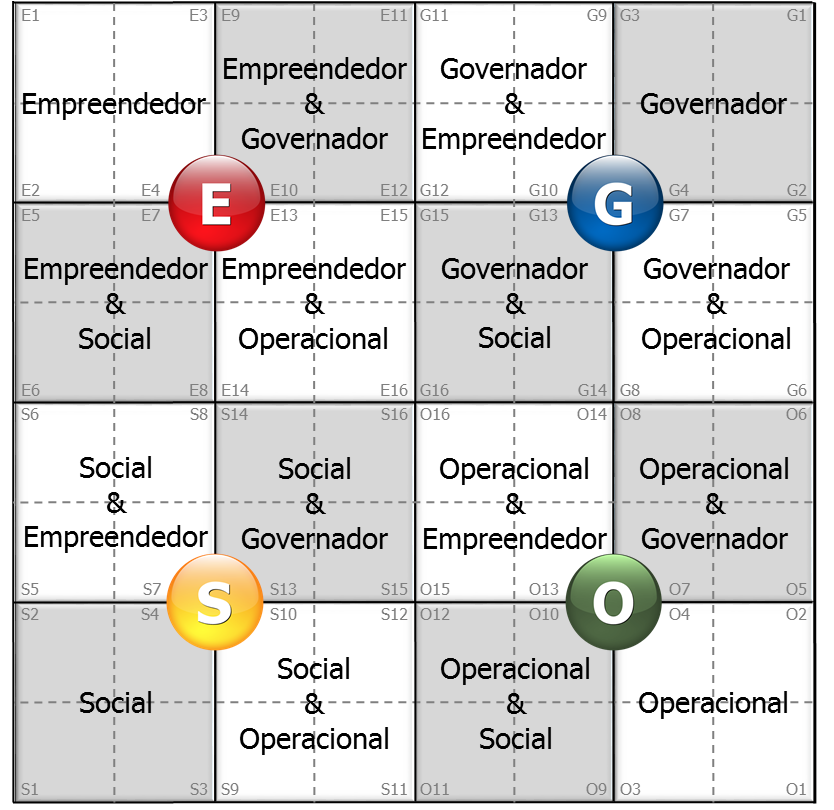 E1 E3 E9 E11 G11 G9 G3 G1
Empreendedor
Empreendedor
&
Governador
Governador
&
Empreendedor
Governador
E2 E4 E10 E12 G12 G10 G4 G2
E
G
E5 E7 E13 E15 G15 G13 G7 G5
Empreendedor
&
Social
Empreendedor
&
Operacional
Governador
&
Social
Governador
&
Operacional
E6 E8 E14 E16 G16 G14 G8 G6
S6 S8 S14 S16 O16 O14 O8 O6
Social
&
Empreendedor
Social
&
Governador
Operacional
&
Empreendedor
Operacional
&
Governador
S5 S7 S13 S15 O15 O13 O7 O5
S
O
S2 S4 S10 S12 O12 O10 O4 O2
Social
Social
&
Operacional
Operacional
&
Social
Operacional
S1 S3 S9 S11 O11 O9 O3 O1